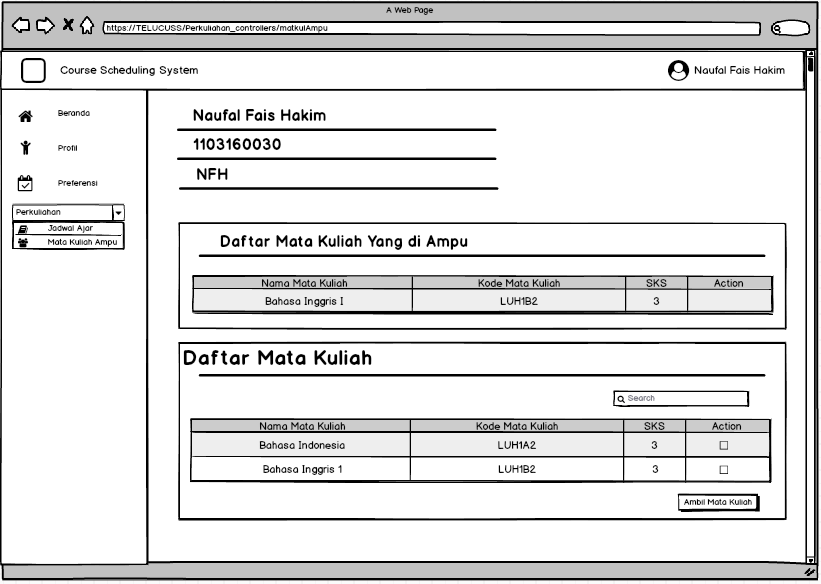 A Web Page
https://TELUCUSS/Perkuliahan_controllers/matkulAmpu
Course Scheduling System
Naufal Fais Hakim
Beranda
Profil
Preferensi
Perkuliahan
Jadwal Ajar
Mata Kuliah Ampu
Naufal Fais Hakim
1103160030
NFH
Daftar Mata Kuliah Yang di Ampu
Nama Mata Kuliah Kode Mata Kuliah SKS Action
Bahasa Inggris I LUH1B2 3
Daftar Mata Kuliah
Search
Nama Mata Kuliah Kode Mata Kuliah SKS Action
Bahasa Indonesia LUH1A2 3
Bahasa Inggris 1 LUH1B2 3
Ambil Mata Kuliah